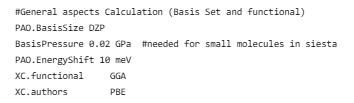 #General aspects Calculation (Basis Set and functional)
PAO.BasisSize DZP
BasisPressure 0.02 GPa  #needed for small molecules in siesta
PAO.EnergyShift 10 meV
XC.functional     GGA
XC.authors        PBE